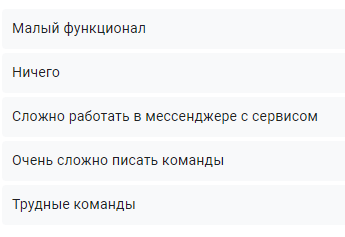 Малый функционал
Ничего
Сложно работать в мессенджере с сервисом
Очень сложно писать команды
Трудные команды